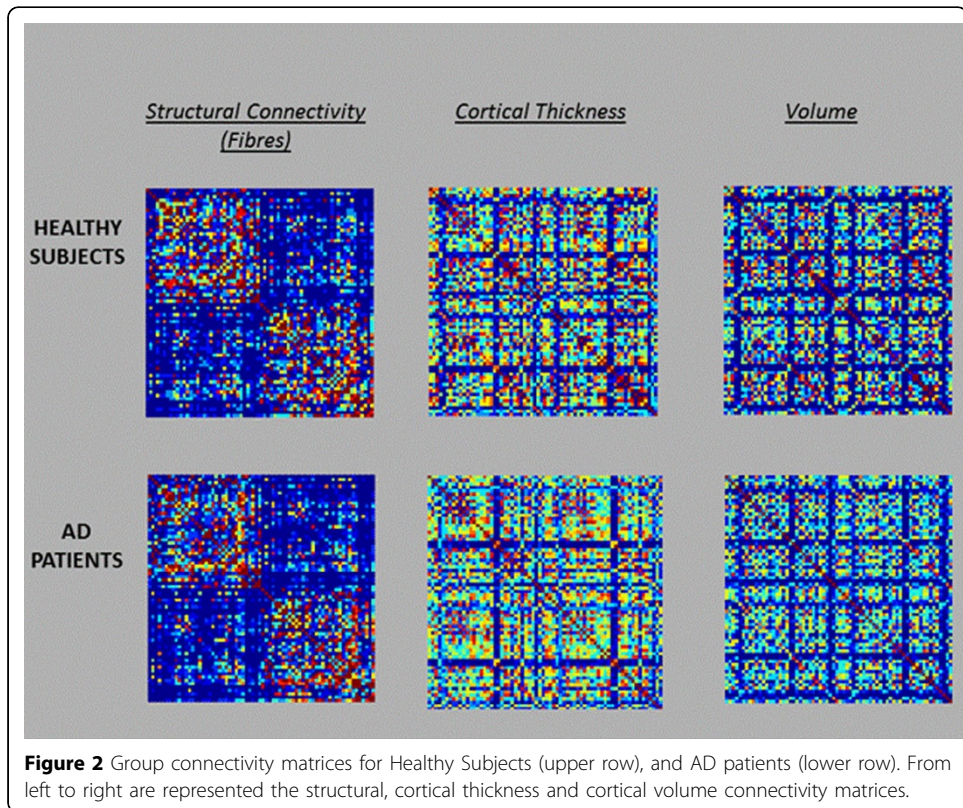 Structural Connectivity
(Fibres)
Cortical Thickness
Volume
HEALTHY
SUBJECTS
AD
PATIENTS
Figure 2 Group connectivity matrices for Healthy Subjects (upper row), and AD patients (lower row). From
left to right are represented the structural, cortical thickness and cortical volume connectivity matrices.